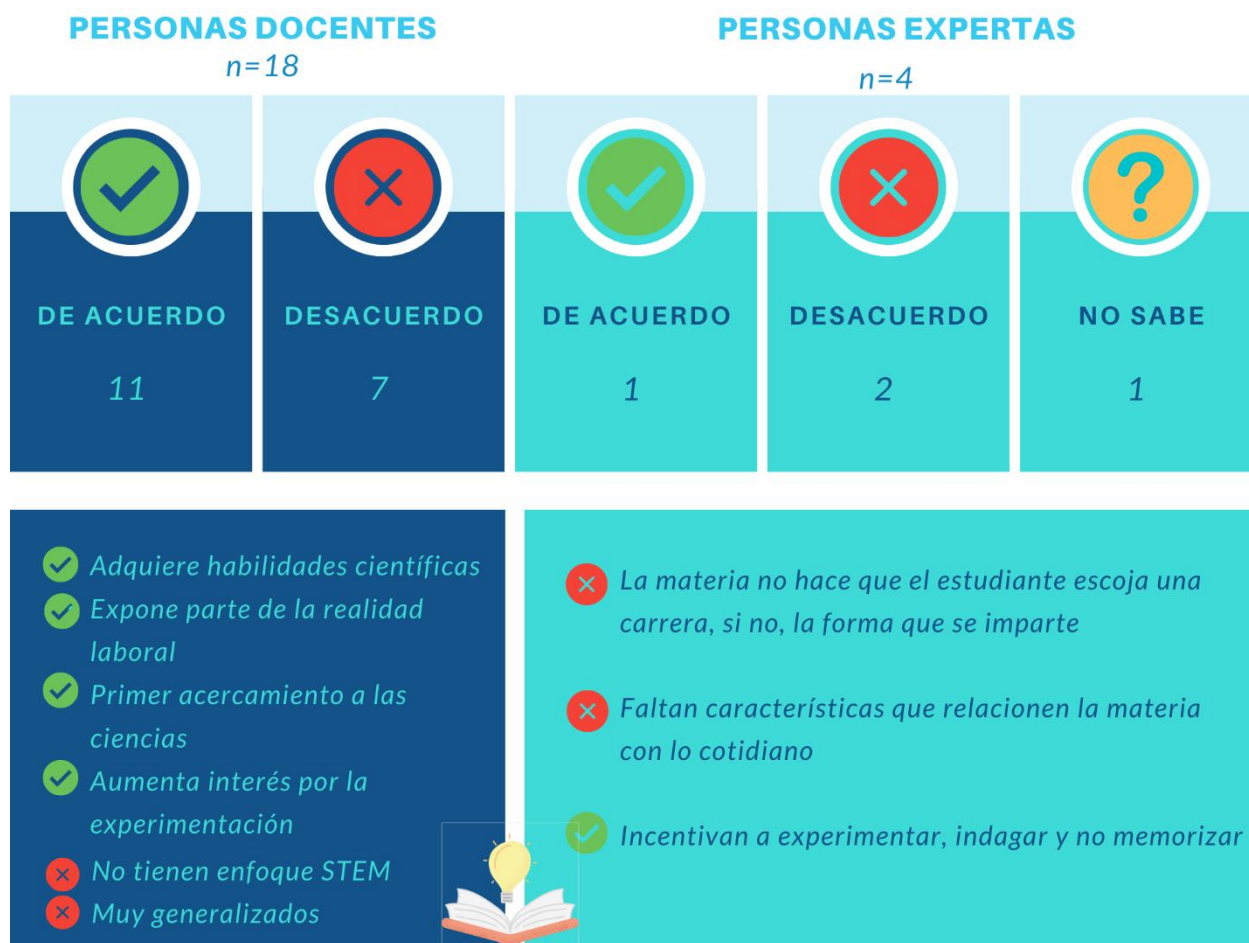 PERSONAS DOCENTES
n=18
PERSONAS EXPERTAS
n=4
DE ACUERDO
11
DESACUERDO
7
DE ACUERDO
1
DESACUERDO
2
?
NO SABE
1
Adquiere habilidades científicas
Expone parte de la realidad
laboral
Primer acercamiento a las
ciencias
Aumenta interés por la
experimentación
No tienen enfoque STEM
Muy generalizados
La materia no hace que el estudiante escoja una
carrera, si no, la forma que se imparte
Faltan características que relacionen la materia
con lo cotidiano
Incentivan a experimentar, indagar y no memorizar